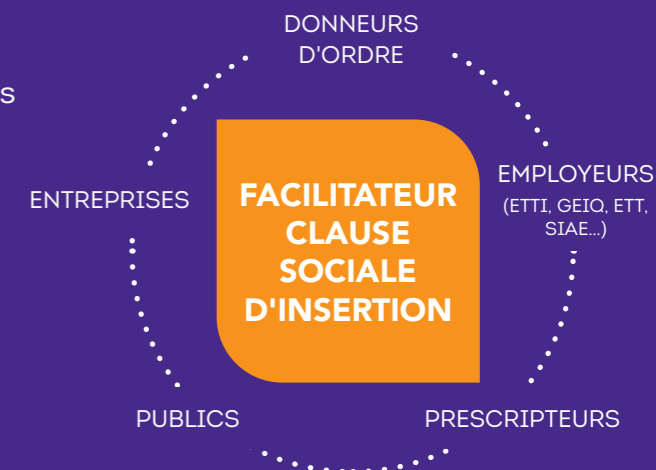 DONNEURS
D'ORDRE
S
ENTREPRISES
FACILITATEUR
CLAUSE
SOCIALE
D'INSERTION
EMPLOYEURS
(ETTI, GEIQ, ETT,
SIAE...)
PUBLICS
PRESCRIPTEURS